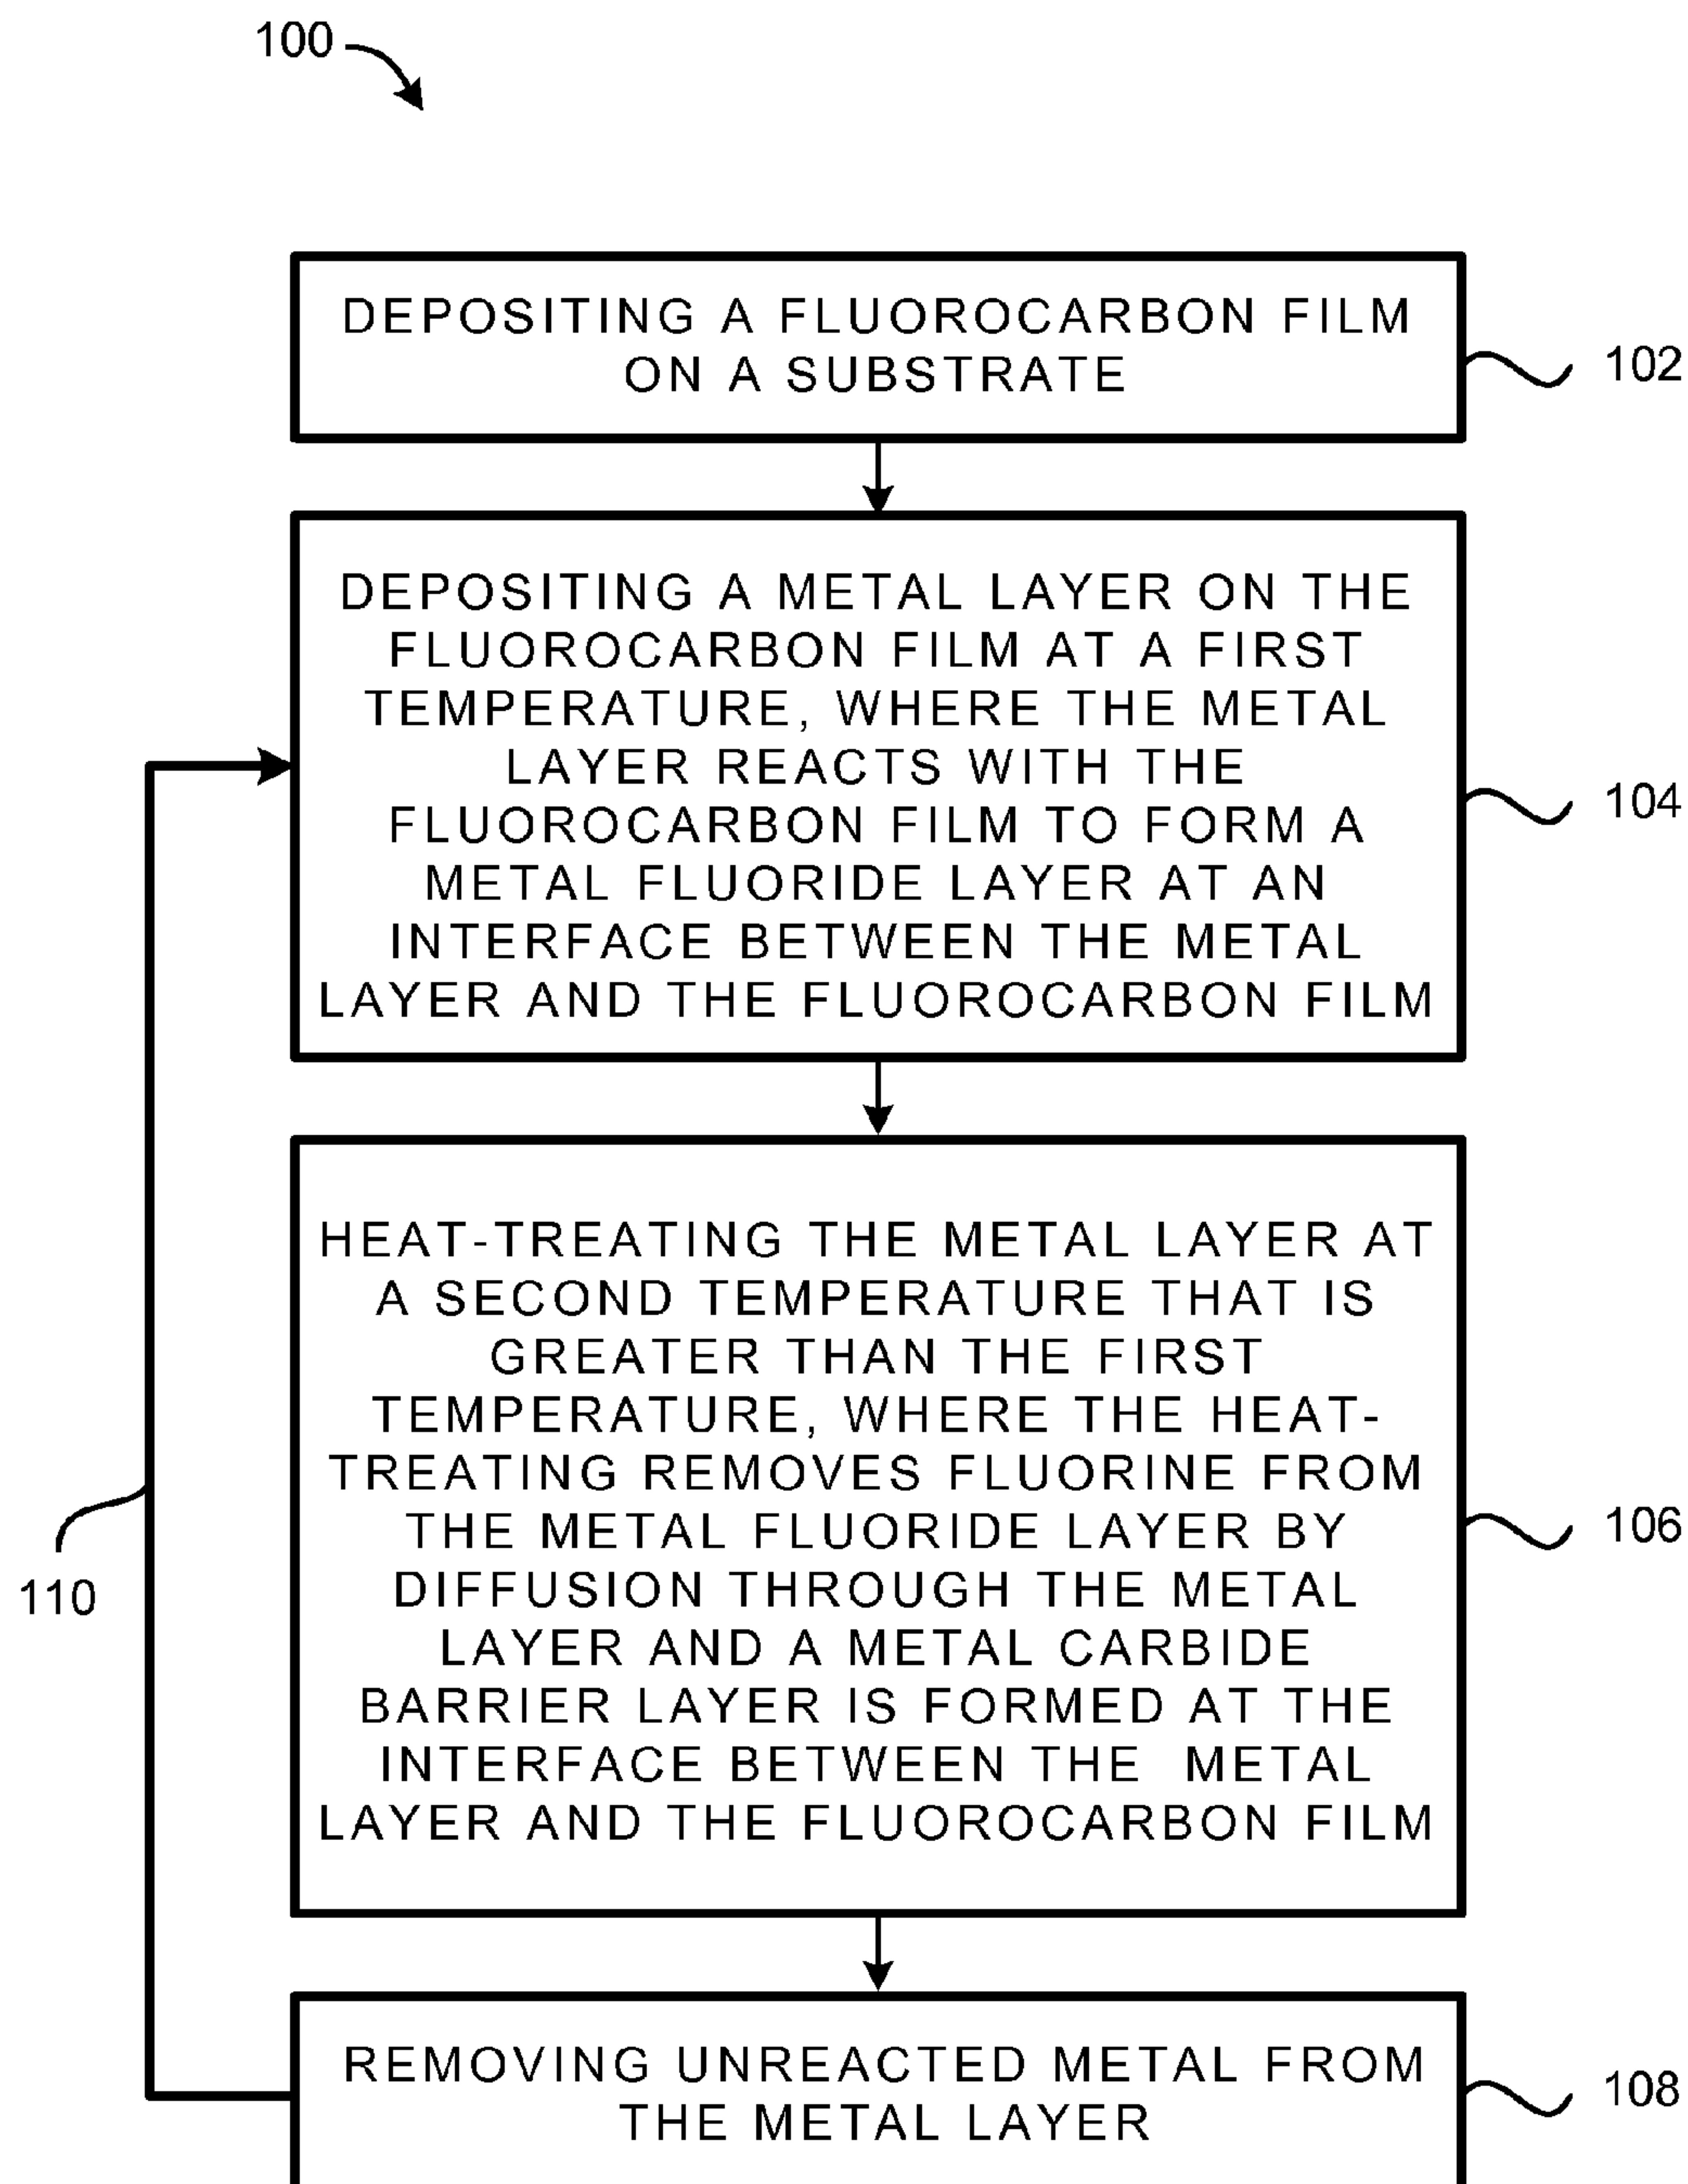 100
DEPOSITING A FLUOROCARBON FILM
ON A SUBSTRATE
102
DEPOSITING A METAL LAYER ON THE
FLUOROCARBON FILM AT A FIRST
TEMPERATURE, WHERE THE METAL
LAYER REACTS WITH THE
FLUOROCARBON FILM TO FORM A
METAL FLUORIDE LAYER AT AN
INTERFACE BETWEEN THE METAL
LAYER AND THE FLUOROCARBON FILM
104
HEAT-TREATING THE METAL LAYER AT
A SECOND TEMPERATURE THAT IS
GREATER THAN THE FIRST
TEMPERATURE, WHERE THE HEAT-
TREATING REMOVES FLUORINE FROM
THE METAL FLUORIDE LAYER BY
DIFFUSION THROUGH THE METAL
LAYER AND A METAL CARBIDE
BARRIER LAYER IS FORMED AT THE
INTERFACE BETWEEN THE METAL
LAYER AND THE FLUOROCARBON FILM
106
110
REMOVING UNREACTED METAL FROM
THE METAL LAYER
108